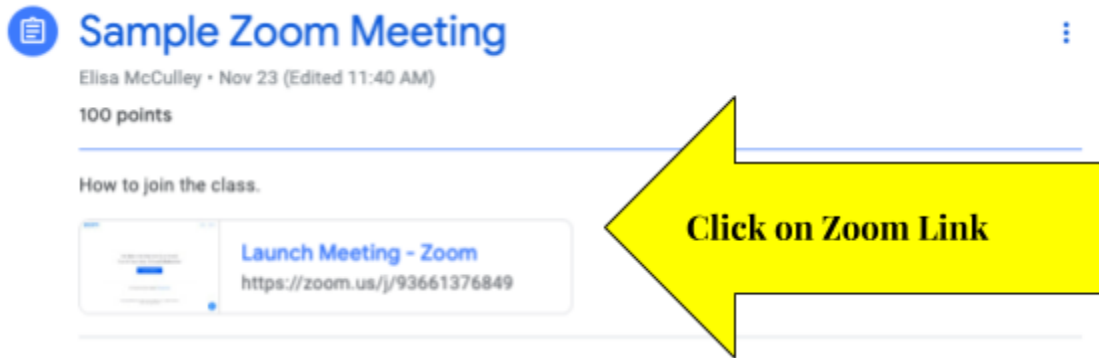 Sample Zoom Meeting
Elisa McCulley • Nov 23 (Edited 11:40 AM)
100 points
How to join the class.
Launch Meeting - Zoom
https://zoom.us/j/93661376849
Click on Zoom Link